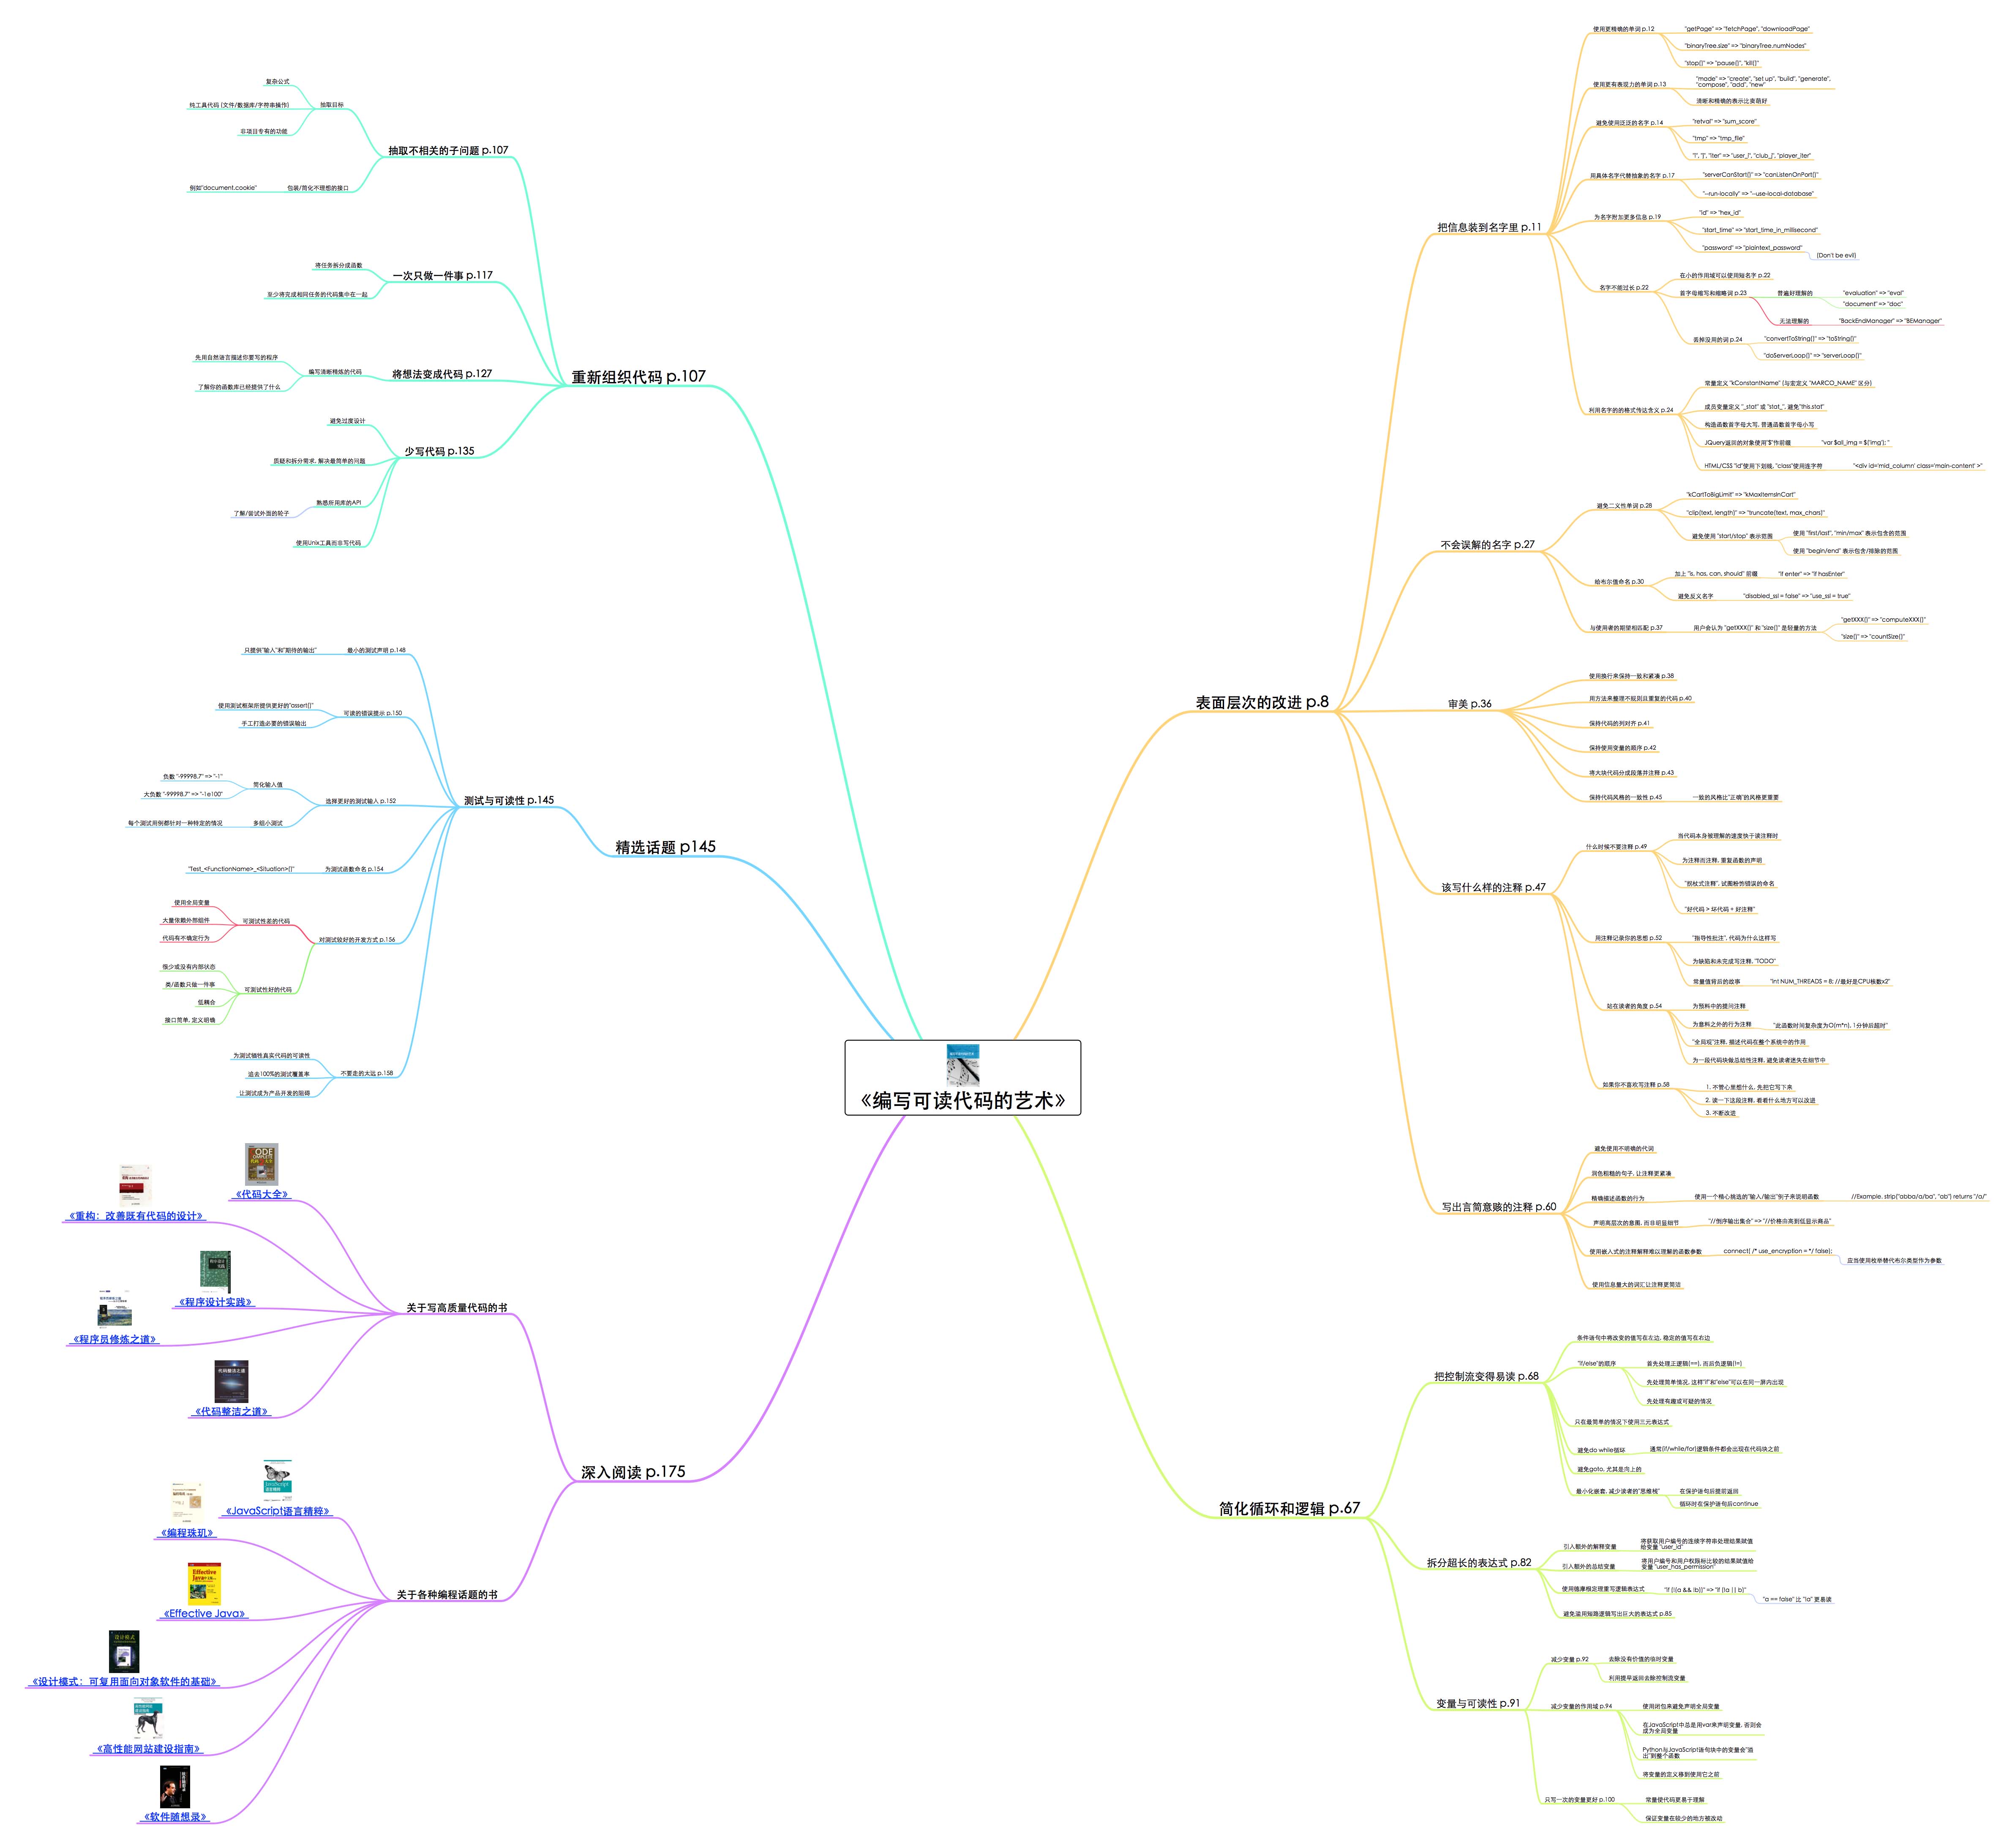 《编写可读代码的艺术》
表面层次的改进 p.8
把信息装到名字里 p.11
使用更精确的单词 p.12
"getPage" => "fetchPage", "downloadPage"
"binaryTree.size" => "binaryTree.numNodes"
"stop()" => "pause()", "kill()"
使用更有表现力的单词 p.13
"made" => "create", "set up", "build", "generate",
"compose", "add", "new"
清晰和精确的表示比卖萌好
避免使用泛泛的名字 p.14
"retval" => "sum_score"
"tmp" => "tmp_file"
"i", "j", "iter" => "user_i", "club_j", "player_iter"
用具体名字代替抽象的名字 p.17
"serverCanStart()" => "canListenOnPort()"
"--run-locally" => "--use-local-database"
为名字附加更多信息 p.19
"id" => "hex_id"
"start_time" => "start_time_in_millsecond"
"password" => "plaintext_password"
(Don't be evil)
名字不能过长 p.22
在小的作用域可以使用短名字 p.22
首字母缩写和缩略词 p.23
普遍好理解的
"evaluation" => "eval"
"document" => "doc"
无法理解的
"BackEndManager" => "BEManager"
丢掉没用的词 p.24
"convertToString()" => "toString()"
"doServerLoop()" => "serverLoop()"
利用名字的的格式传达含义 p.24
常量定义 "kConstantName" (与宏定义 "MARCO_NAME" 区分)
成员变量定义 "_stat" 或 "stat_", 避免"this.stat"
构造函数首字母大写, 普通函数首字母小写
JQuery返回的对象使用"$"作前缀
"var $all_img = $('img'); "
HTML/CSS "id"使用下划线, "class"使用连字符
"<div id='mid_column' class='main-content' >"
不会误解的名字 p.27
避免二义性单词 p.28
"kCartToBigLimit" => "kMaxItemsInCart"
"clip(text, length)" => "truncate(text, max_chars)"
避免使用 "start/stop" 表示范围
使用 "first/last", "min/max" 表示包含的范围
使用 "begin/end" 表示包含/排除的范围
给布尔值命名 p.30
加上 "is, has, can, should" 前缀
"if enter" => "if hasEnter"
避免反义名字
"disabled_ssl = false" => "use_ssl = true"
与使用者的期望相匹配 p.37
用户会认为 "getXXX()" 和 "size()" 是轻量的方法
"getXXX()" => "computeXXX()"
"size()" => "countSize()"
审美 p.36
使用换行来保持一致和紧凑 p.38
用方法来整理不规则且重复的代码 p.40
保持代码的列对齐 p.41
保持使用变量的顺序 p.42
将大块代码分成段落并注释 p.43
保持代码风格的一致性 p.45
一致的风格比"正确"的风格更重要
该写什么样的注释 p.47
什么时候不要注释 p.49
当代码本身被理解的速度快于读注释时
为注释而注释, 重复函数的声明
"拐杖式注释", 试图粉饰错误的命名
"好代码 > 坏代码 + 好注释"
用注释记录你的思想 p.52
"指导性批注", 代码为什么这样写
为缺陷和未完成写注释, "TODO"
常量值背后的故事
"int NUM_THREADS = 8; //最好是CPU核数x2"
站在读者的角度 p.54
为预料中的提问注释
为意料之外的行为注释
"此函数时间复杂度为O(m*n), 1分钟后超时"
"全局观"注释, 描述代码在整个系统中的作用
为一段代码块做总结性注释, 避免读者迷失在细节中
如果你不喜欢写注释 p.58
1. 不管心里想什么, 先把它写下来
2. 读一下这段注释, 看看什么地方可以改进
3. 不断改进
写出言简意赅的注释 p.60
避免使用不明确的代词
润色粗糙的句子, 让注释更紧凑
精确描述函数的行为
使用一个精心挑选的"输入/输出"例子来说明函数
//Example. strip("abba/a/ba", "ab") returns "/a/"
声明高层次的意图, 而非明显细节
"//倒序输出集合" => "//价格由高到低显示商品"
使用嵌入式的注释解释难以理解的函数参数
connect( /* use_encryption = */ false);
应当使用枚举替代布尔类型作为参数
使用信息量大的词汇让注释更简洁
简化循环和逻辑 p.67
把控制流变得易读 p.68
条件语句中将改变的值写在左边, 稳定的值写在右边
"if/else"的顺序
首先处理正逻辑(==), 而后负逻辑(!=)
先处理简单情况, 这样"if"和"else"可以在同一屏内出现
先处理有趣或可疑的情况
只在最简单的情况下使用三元表达式
避免do while循环
通常(if/while/for)逻辑条件都会出现在代码块之前
避免goto, 尤其是向上的
最小化嵌套, 减少读者的"思维栈"
在保护语句后提前返回
循环时在保护语句后continue
拆分超长的表达式 p.82
引入额外的解释变量
将获取用户编号的连续字符串处理结果赋值
给变量 "user_id"
引入额外的总结变量
将用户编号和用户权限标比较的结果赋值给
变量 "user_has_permission"
使用德摩根定理重写逻辑表达式
"if (!(a && !b))" => "if (!a || b)"
"a == false" 比 "!a" 更易读
避免滥用短路逻辑写出巨大的表达式 p.85
变量与可读性 p.91
减少变量 p.92
去除没有价值的临时变量
利用提早返回去除控制流变量
减少变量的作用域 p.94
使用闭包来避免声明全局变量
在JavaScript中总是用var来声明变量, 否则会
成为全局变量
Python与JavaScript语句块中的变量会"溢
出"到整个函数
将变量的定义移到使用它之前
只写一次的变量更好 p.100
常量使代码更易于理解
保证变量在较少的地方被改动
重新组织代码 p.107
抽取不相关的子问题 p.107
抽取目标
复杂公式
纯工具代码 (文件/数据库/字符串操作)
非项目专有的功能
包装/简化不理想的接口
例如"document.cookie"
一次只做一件事 p.117
将任务拆分成函数
至少将完成相同任务的代码集中在一起
将想法变成代码 p.127
编写清晰精炼的代码
先用自然语言描述你要写的程序
了解你的函数库已经提供了什么
少写代码 p.135
避免过度设计
质疑和拆分需求, 解决最简单的问题
熟悉所用库的API
了解/尝试外面的轮子
使用Unix工具而非写代码
精选话题 p145
测试与可读性 p.145
最小的测试声明 p.148
只提供"输入"和"期待的输出"
可读的错误提示 p.150
使用测试框架所提供更好的"assert()"
手工打造必要的错误输出
选择更好的测试输入 p.152
简化输入值
负数 "-99998.7" => "-1"
大负数 "-99998.7" => "-1e100"
多组小测试
每个测试用例都针对一种特定的情况
为测试函数命名 p.154
"Test_<FunctionName>_<Situation>()"
对测试较好的开发方式 p.156
可测试性差的代码
使用全局变量
大量依赖外部组件
代码有不确定行为
可测试性好的代码
很少或没有内部状态
类/函数只做一件事
低耦合
接口简单, 定义明确
不要走的太远 p.158
为测试牺牲真实代码的可读性
追去100%的测试覆盖率
让测试成为产品开发的阻碍
深入阅读 p.175
关于写高质量代码的书
《代码大全》
《重构：改善既有代码的设计》
《程序设计实践》
《程序员修炼之道》
《代码整洁之道》
关于各种编程话题的书
《JavaScript语言精粹》
《编程珠玑》
《Effective Java》
《设计模式：可复用面向对象软件的基础》
《高性能网站建设指南》
《软件随想录》